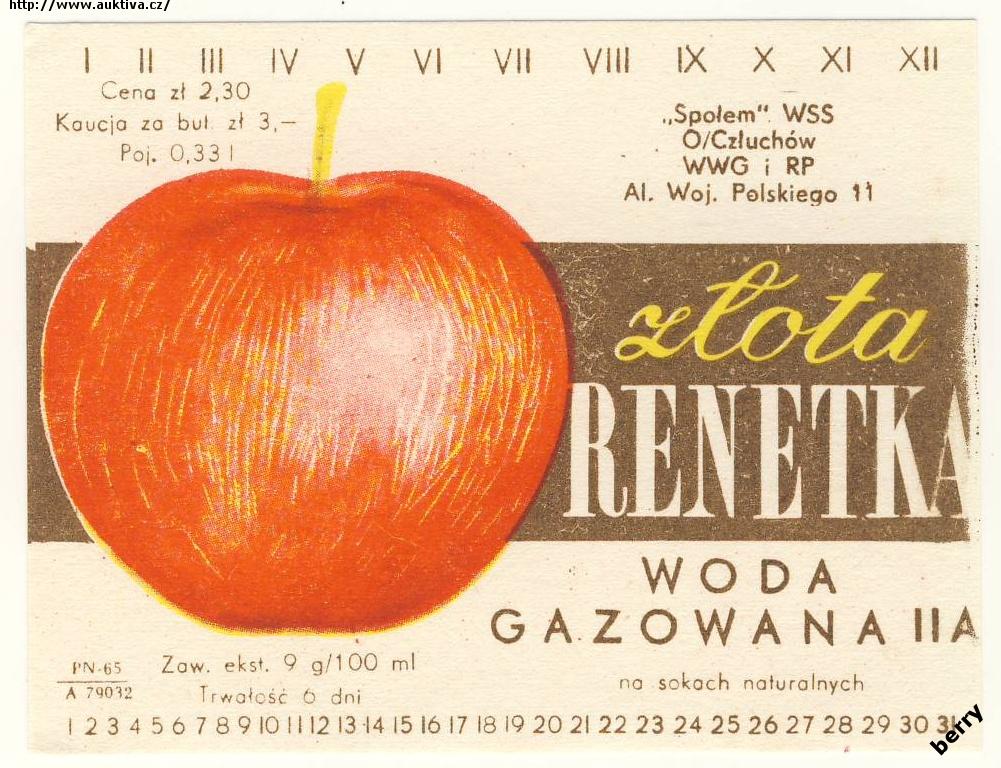 http://www.auktiva.cz/
I II III IV V VI VII VIII IX X XI XII
Cena zł 2,30
Kaucja za but. zł 3,—
Poj. 0,33 l
„Społem" WSS
O/Człuchów
WWG i RP
Al. Woj. Polskiego 11
złota
RENETKA
WODA
GAZOWANA IIA
na sokach naturalnych
PN-65
A 79032
Zaw. ekst. 9 g/100 ml
Trwałość 6 dni
1 2 3 4 5 6 7 8 9 10 11 12 13 14 15 16 17 18 19 20 21 22 23 24 25 26 27 28 29 30 31
berry